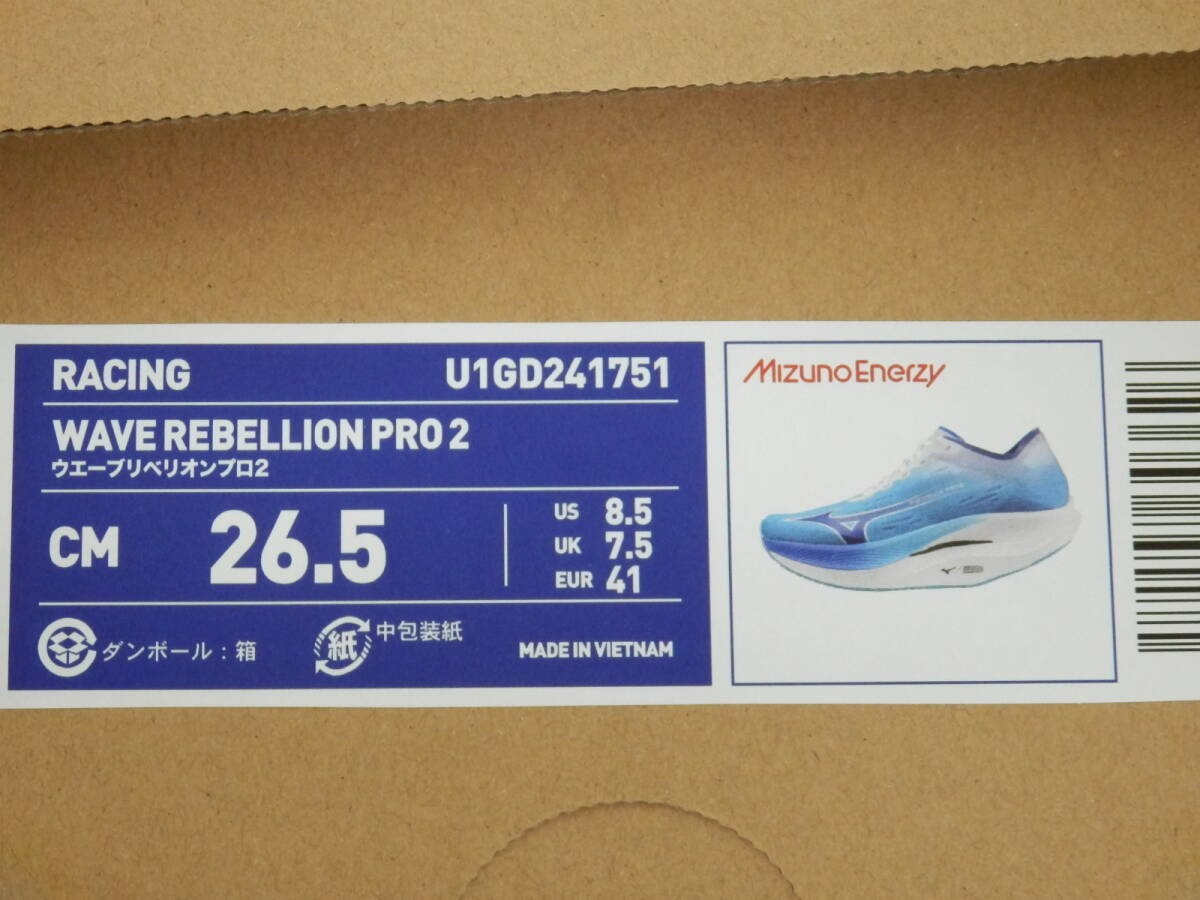 RACING U1GD241751
WAVE REBELLION PRO 2
ウエーブリベリオンプロ2
CM 26.5
US 8.5
UK 7.5
EUR 41
ダンボール：箱
紙 中包装紙
MADE IN VIETNAM
MizunoEnerzy